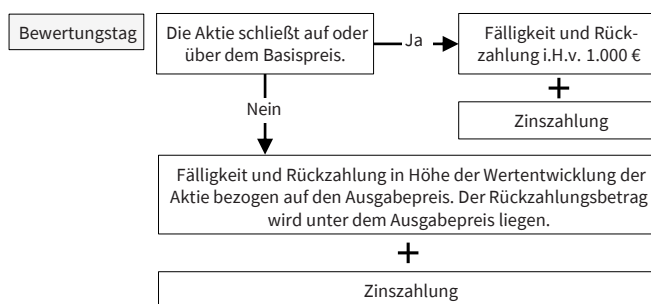 Bewertungstag
Die Aktie schließt auf oder
über dem Basispreis.
Ja
Fälligkeit und Rück-
zahlung i.H.v. 1.000 €
+
Zinszahlung
Nein
Fälligkeit und Rückzahlung in Höhe der Wertentwicklung der
Aktie bezogen auf den Ausgabepreis. Der Rückzahlungsbetrag
wird unter dem Ausgabepreis liegen.
+
Zinszahlung